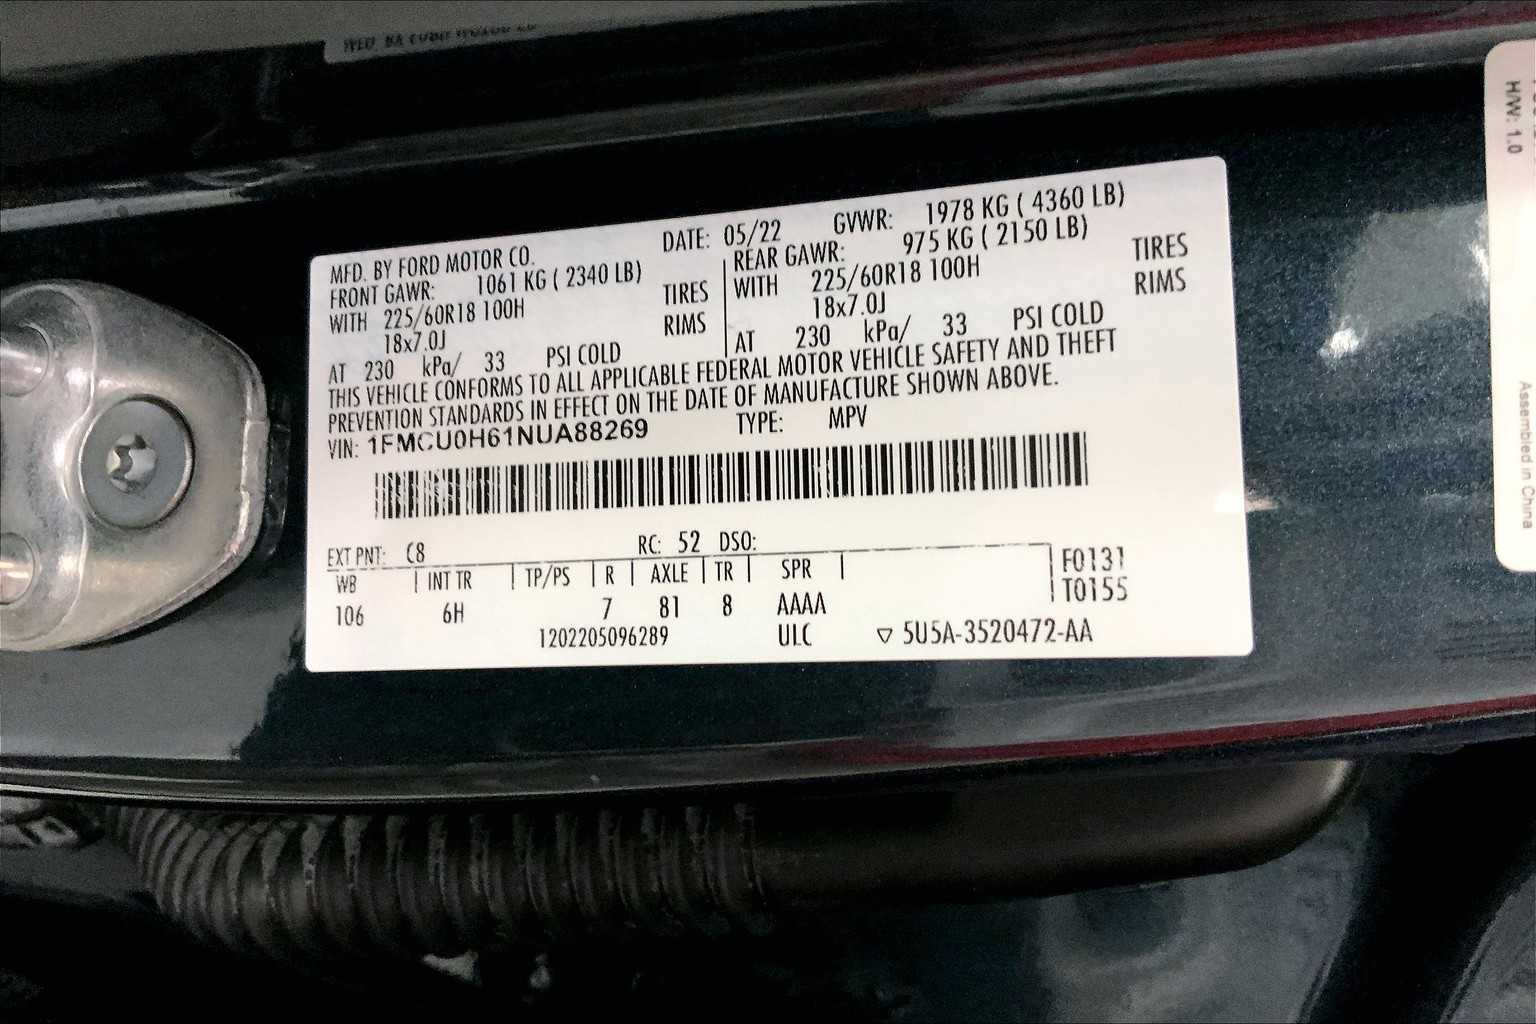 MFD. BY FORD MOTOR CO. DATE: 05/22 GVWR: 1978 KG ( 4360 LB)
FRONT GAWR: 1061 KG ( 2340 LB) REAR GAWR: 975 KG ( 2150 LB)
WITH 225/60R18 100H TIRES WITH 225/60R18 100H TIRES
18x7.0J RIMS 18x7.0J RIMS
AT 230 kPa/ 33 PSI COLD AT 230 kPa/ 33 PSI COLD
THIS VEHICLE CONFORMS TO ALL APPLICABLE FEDERAL MOTOR VEHICLE SAFETY AND THEFT
PREVENTION STANDARDS IN EFFECT ON THE DATE OF MANUFACTURE SHOWN ABOVE.
VIN: 1FMCU0H61NUA88269 TYPE: MPV
EXT PNT: C8 RC: 52 DSO:
WB INT TR TP/PS R AXLE TR SPR F0131
106 6H 7 81 8 AAAA T0155
1202205096289 ULC ▽ 5U5A-3520472-AA
H/W: 1.0
Assembled in China